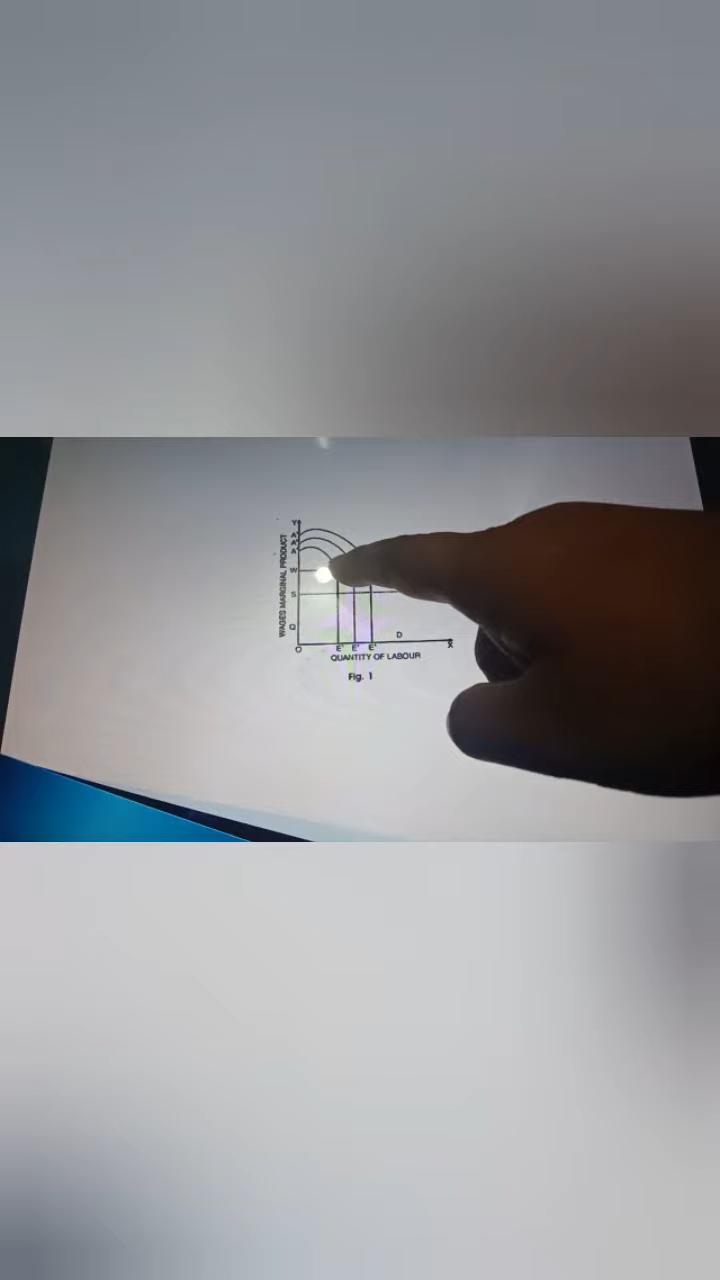 Y
A
A
A
W
S
Q
WAGES MARGINAL PRODUCT
D
O
E'
E'
E'
X
QUANTITY OF LABOUR
Fig. 1